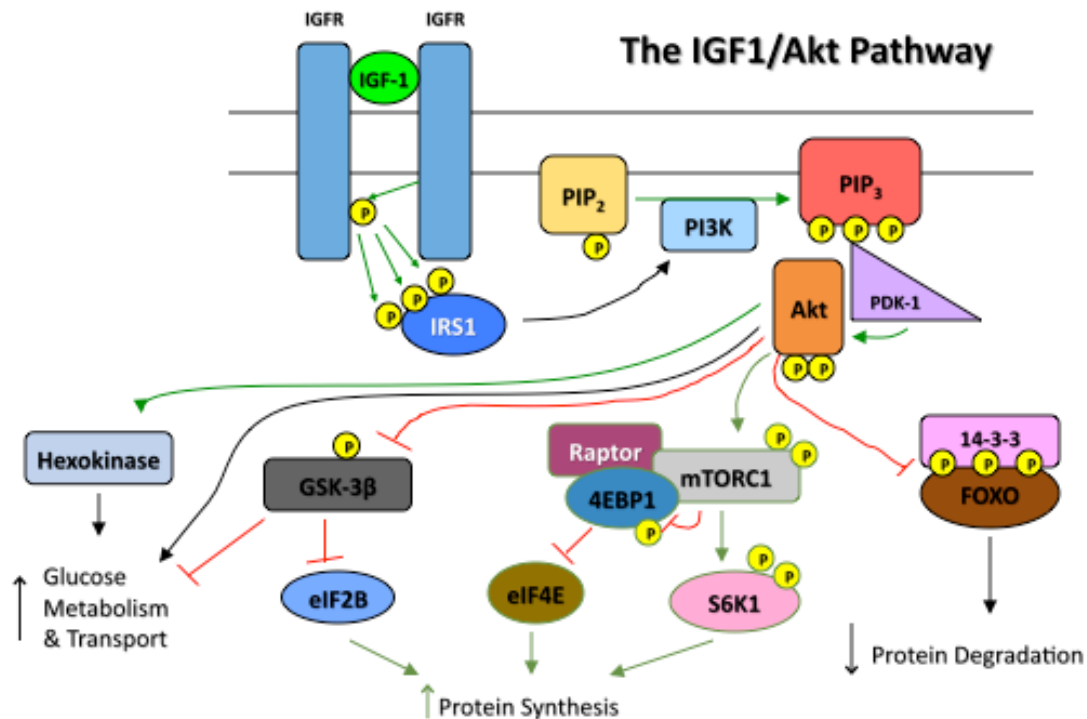 IGFR
IGFR
The IGF1/Akt Pathway
IGF-1
P
PIP2
PIP3
PI3K
P
P
P
P
P
P
P
IRS1
Akt
PDK-1
P
P
P
14-3-3
P
P
P
FOXO
Hexokinase
GSK-3β
Raptor
mTORC1
P
P
4EBP1
P
Glucose
Metabolism
& Transport
eIF2B
eIF4E
P
P
S6K1
Protein Degradation
Protein Synthesis